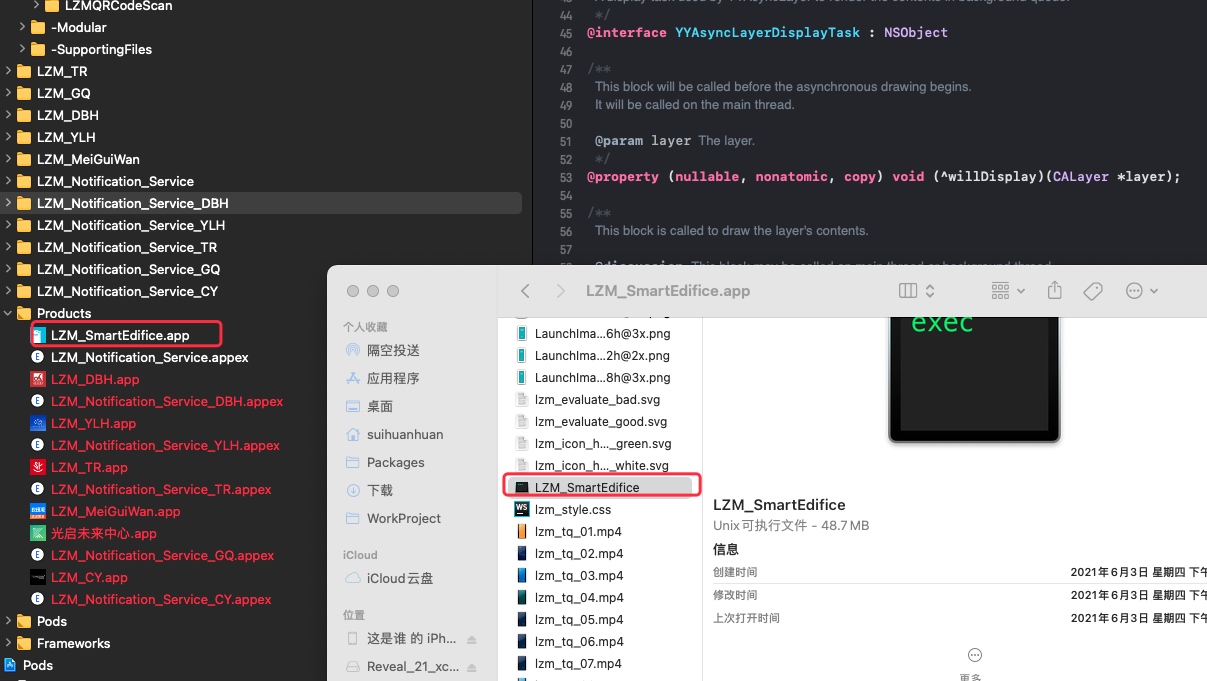 LZMQRCodeScan
-Modular
-SupportingFiles
LZM_TR
LZM_GQ
LZM_DBH
LZM_YLH
LZM_MeiGuiWan
LZM_Notification_Service
LZM_Notification_Service_DBH
LZM_Notification_Service_YLH
LZM_Notification_Service_TR
LZM_Notification_Service_GQ
LZM_Notification_Service_CY
Products
LZM_SmartEdifice.app
LZM_Notification_Service.appex
LZM_DBH.app
LZM_Notification_Service_DBH.appex
LZM_YLH.app
LZM_Notification_Service_YLH.appex
LZM_TR.app
LZM_Notification_Service_TR.appex
LZM_MeiGuiWan.app
光启未来中心.app
LZM_Notification_Service_GQ.appex
LZM_CY.app
LZM_Notification_Service_CY.appex
Pods
Frameworks
Pods
44 */
45 @interface YYAsyncLayerDisplayTask : NSObject
46
47 /**
48 This block will be called before the asynchronous drawing begins.
49 It will be called on the main thread.
50
51 @param layer The layer.
52 */
53 @property (nullable, nonatomic, copy) void (^willDisplay)(CALayer *layer);
54
55 /**
56 This block is called to draw the layer's contents.
57
LZM_SmartEdifice.app
个人收藏
隔空投送
应用程序
桌面
suihuanhuan
Packages
下载
WorkProject
iCloud
iCloud云盘
位置
这是谁 的 iPh...
Reveal_21_xc...
LaunchIma...6h@3x.png
LaunchIma...2h@2x.png
LaunchIma...8h@3x.png
lzm_evaluate_bad.svg
lzm_evaluate_good.svg
lzm_icon_h..._green.svg
lzm_icon_h..._white.svg
LZM_SmartEdifice
lzm_style.css
lzm_tq_01.mp4
lzm_tq_02.mp4
lzm_tq_03.mp4
lzm_tq_04.mp4
lzm_tq_05.mp4
lzm_tq_06.mp4
lzm_tq_07.mp4
exec
LZM_SmartEdifice
Unix可执行文件 - 48.7 MB
信息
创建时间 2021年6月3日 星期四 下午
修改时间 2021年6月3日 星期四 下午
上次打开时间 2021年6月3日 星期四 下午
更多